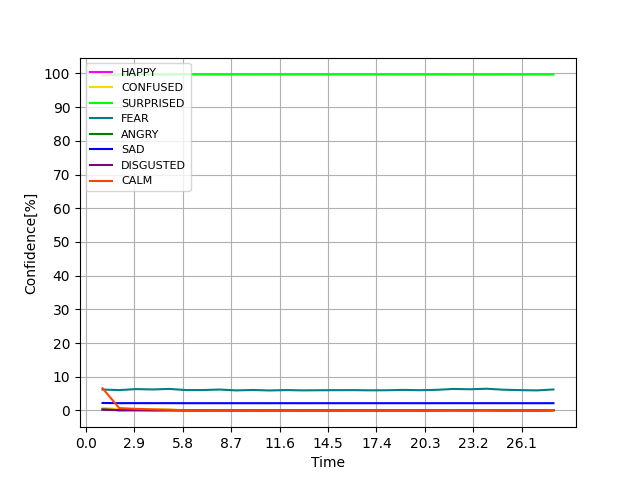 100
90
80
70
60
50
40
30
20
10
0
Confidence[%]
HAPPY
CONFUSED
SURPRISED
FEAR
ANGRY
SAD
DISGUSTED
CALM
0.0 2.9 5.8 8.7 11.6 14.5 17.4 20.3 23.2 26.1
Time